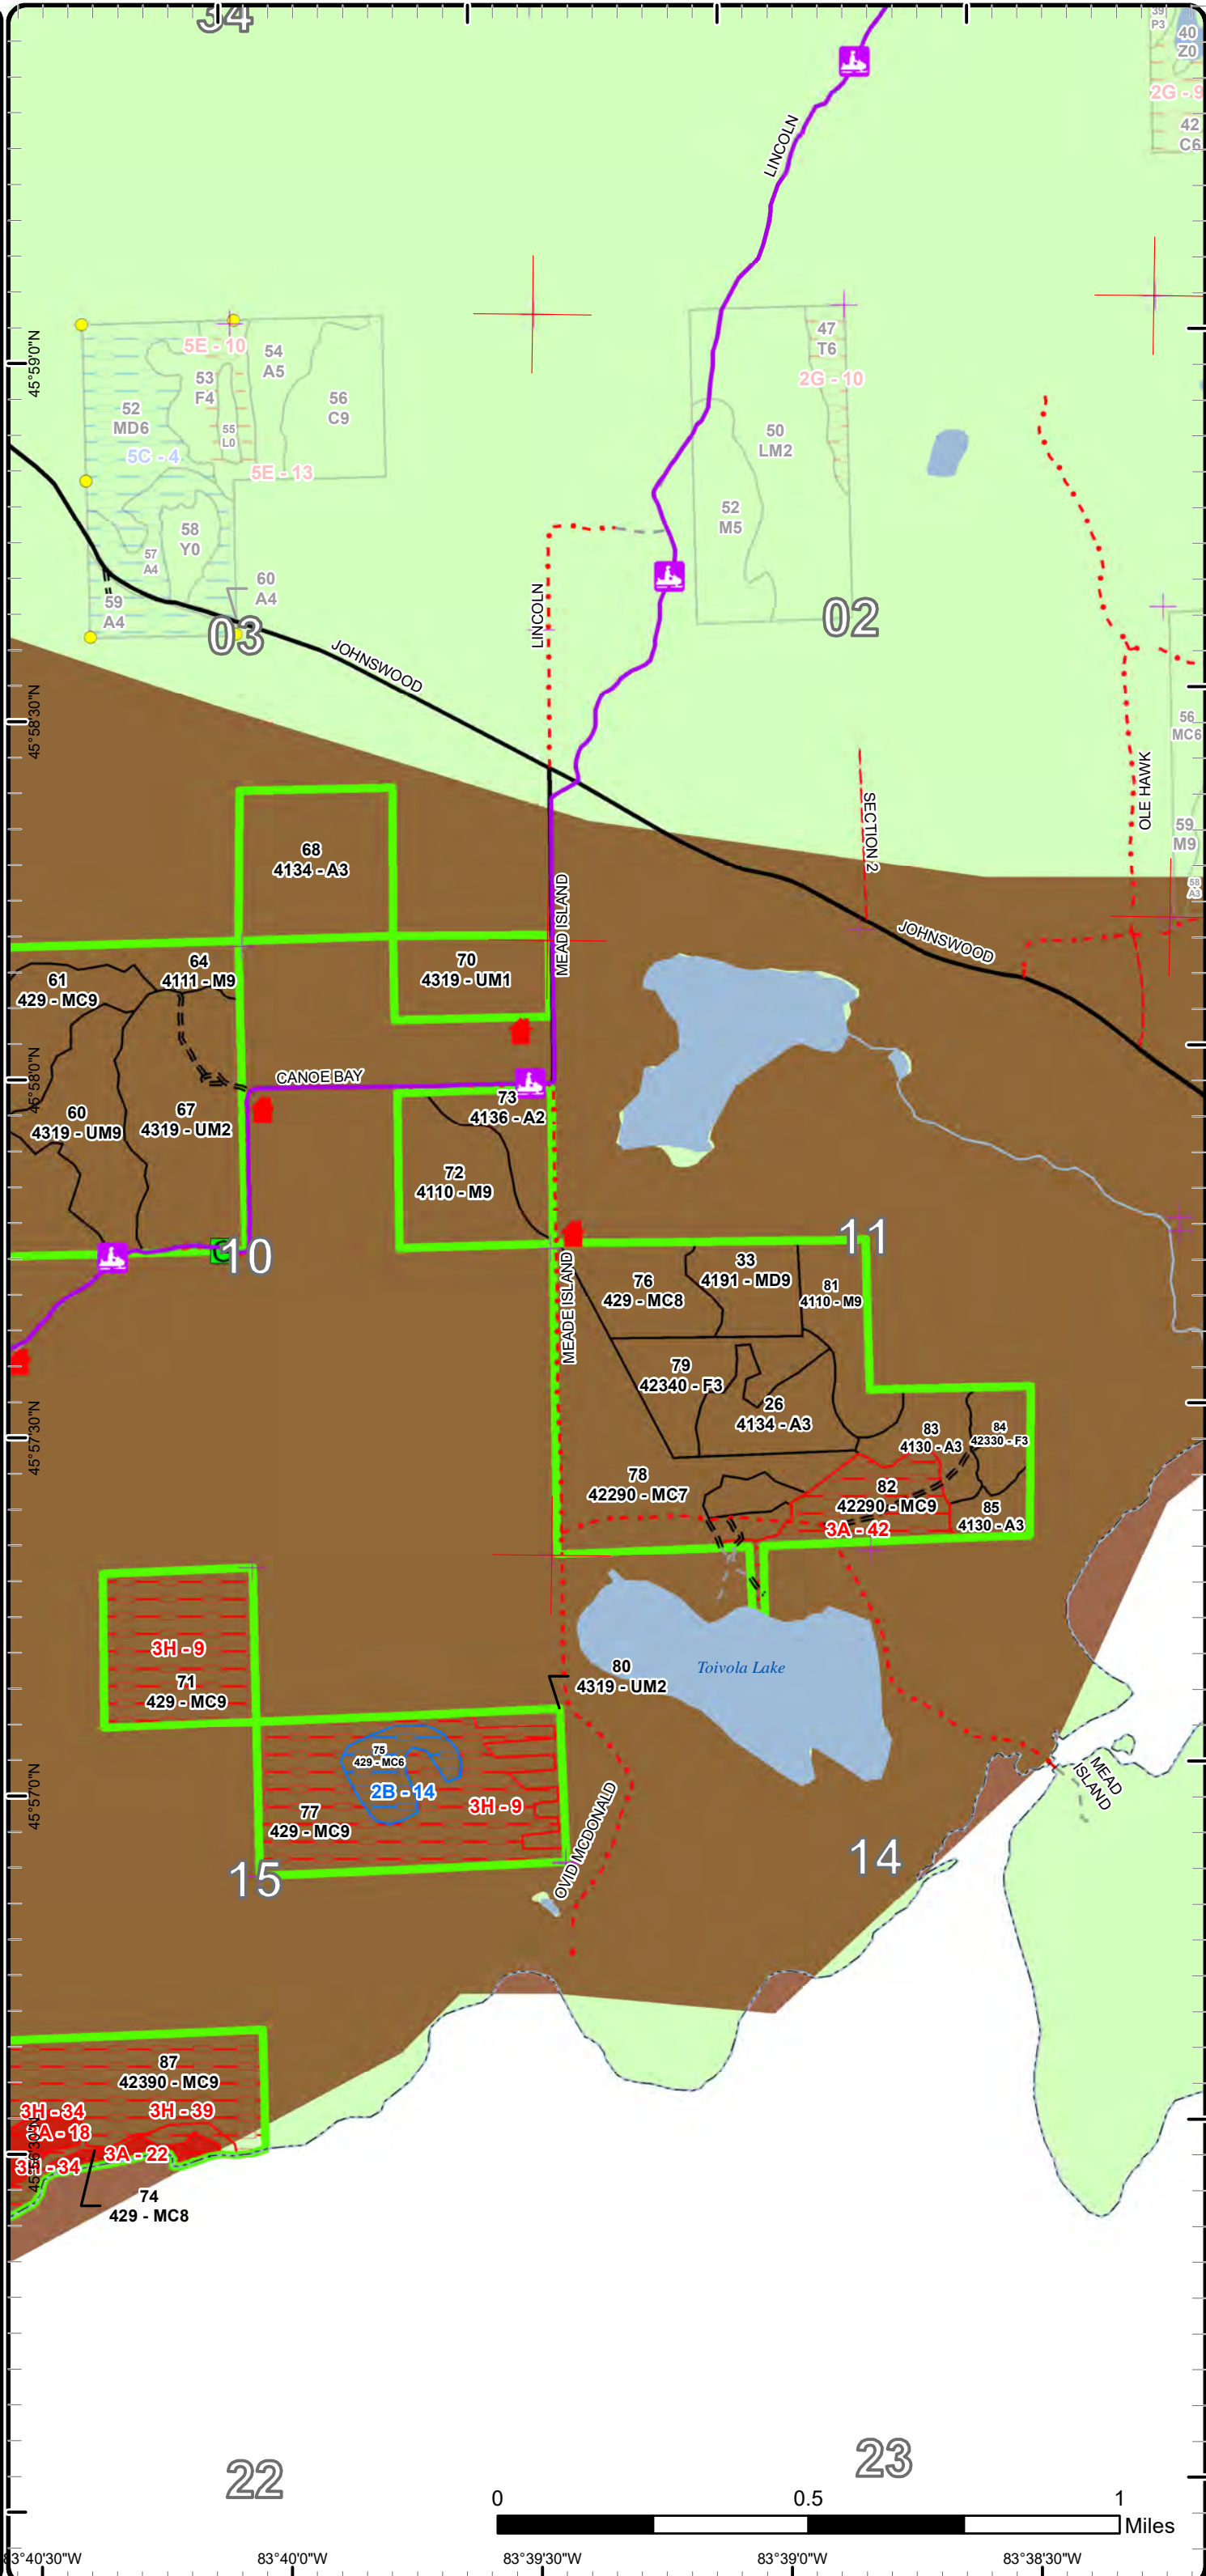 34
39
P3
40
Z0
2G - 9
42
C6
LINCOLN
45°59'0"N
5E - 10
54
A5
53
F4
56
C9
52
MD6
55
L0
5C - 4
5E - 13
58
Y0
57
A4
59
A4
60
A4
03
47
T6
2G - 10
50
LM2
52
M5
02
LINCOLN
JOHNSWOOD
45°58'30"N
56
MC6
OLE HAWK
SECTION 2
59
M9
58
A3
68
4134 - A3
MEAD ISLAND
JOHNSWOOD
61
429 - MC9
64
4111 - M9
70
4319 - UM1
45°58'0"N
CANOE BAY
73
4136 - A2
60
4319 - UM9
67
4319 - UM2
72
4110 - M9
10
11
MEADE ISLAND
76
429 - MC8
33
4191 - MD9
81
4110 - M9
79
42340 - F3
26
4134 - A3
45°57'30"N
83
4130 - A3
84
42330 - F3
78
42290 - MC7
82
42290 - MC9
3A - 42
85
4130 - A3
3H - 9
71
429 - MC9
80
4319 - UM2
Toivola Lake
75
429 - MC6
2B - 14
77
429 - MC9
3H - 9
45°57'0"N
OVID MCDONALD
MEAD
ISLAND
15
14
87
42390 - MC9
3H - 34
3H - 39
A - 18
3A - 22
3H - 34
45°56'30"N
74
429 - MC8
22
23
0
0.5
1
Miles
83°40'30"W
83°40'0"W
83°39'30"W
83°39'0"W
83°38'30"W